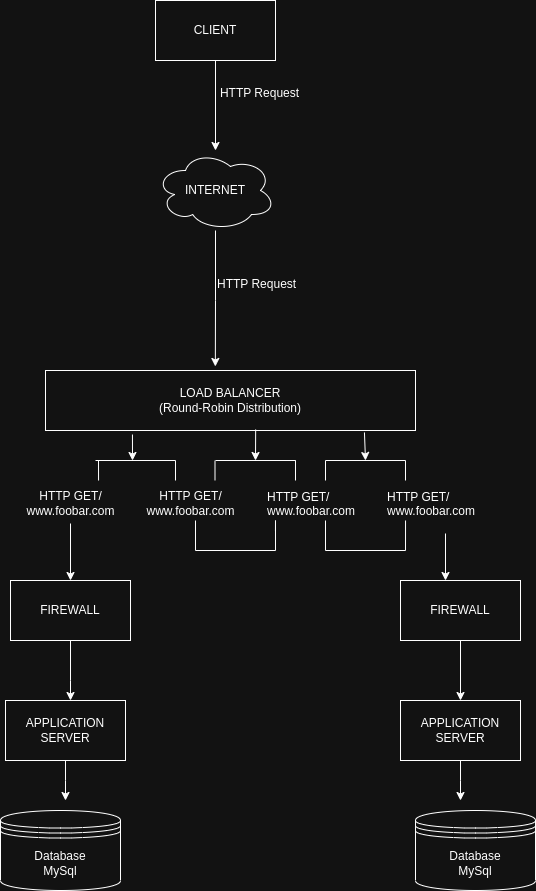 CLIENT
HTTP Request
INTERNET
HTTP Request
LOAD BALANCER
(Round-Robin Distribution)
HTTP GET/
www.foobar.com
HTTP GET/
www.foobar.com
HTTP GET/
www.foobar.com
HTTP GET/
www.foobar.com
FIREWALL
FIREWALL
APPLICATION
SERVER
APPLICATION
SERVER
Database
MySql
Database
MySql